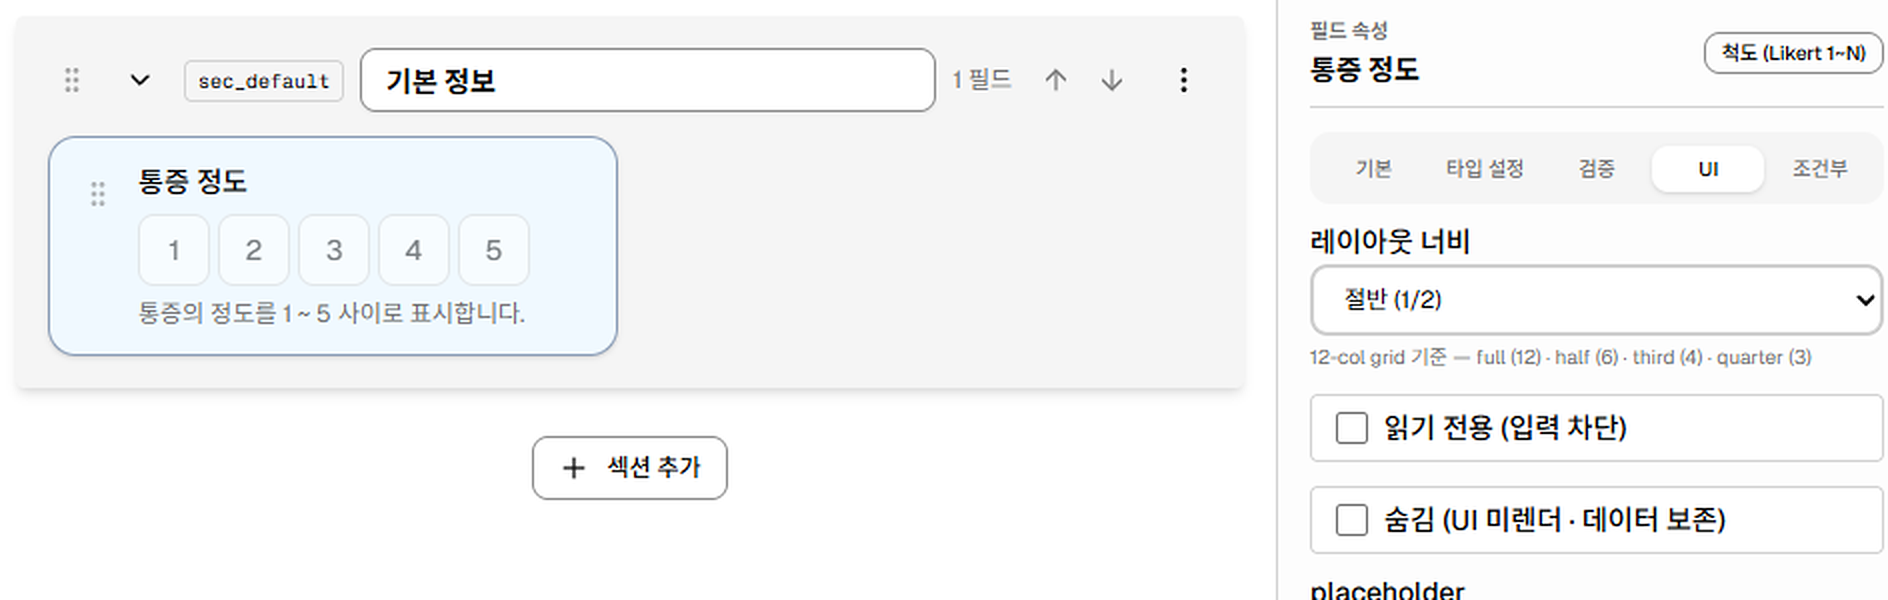 sec_default
기본 정보
1 필드
통증 정도
1 2 3 4 5
통증의 정도를 1 ~ 5 사이로 표시합니다.
+ 섹션 추가
필드 속성
통증 정도
척도 (Likert 1~N)
기본 타입 설정 검증 UI 조건부
레이아웃 너비
절반 (1/2)
12-col grid 기준 — full (12) · half (6) · third (4) · quarter (3)
읽기 전용 (입력 차단)
숨김 (UI 미렌더 · 데이터 보존)
placeholder